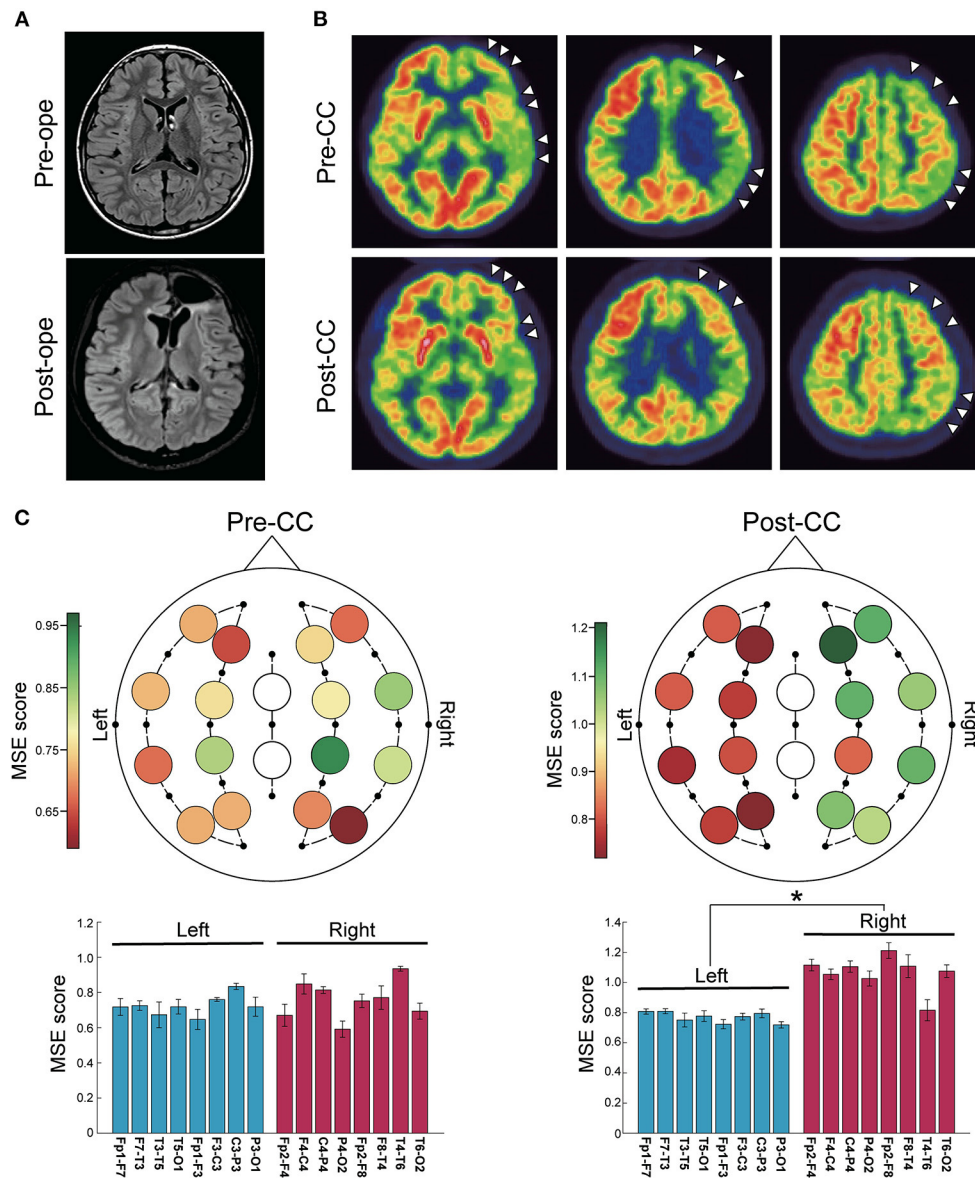 A
B
Pre-ope
Pre-CC
Post-ope
Post-CC
C
Pre-CC
0.95
0.85
0.75
0.65
MSE score
Left
Right
Post-CC
1.2
1.1
1.0
0.9
0.8
MSE score
Left
Right
1.2
1.0
0.8
0.6
0.4
0.2
0
MSE score
Left
Right
Fp1-F7
F7-T3
T3-T5
T5-O1
Fp1-F3
F3-C3
C3-P3
P3-O1
Fp2-F4
F4-C4
C4-P4
P4-O2
Fp2-F8
F8-T4
T4-T6
T6-O2
*
1.4
1.2
1.0
0.8
0.6
0.4
0.2
0
MSE score
Left
Right
Fp1-F7
F7-T3
T3-T5
T5-O1
Fp1-F3
F3-C3
C3-P3
P3-O1
Fp2-F4
F4-C4
C4-P4
P4-O2
Fp2-F8
F8-T4
T4-T6
T6-O2